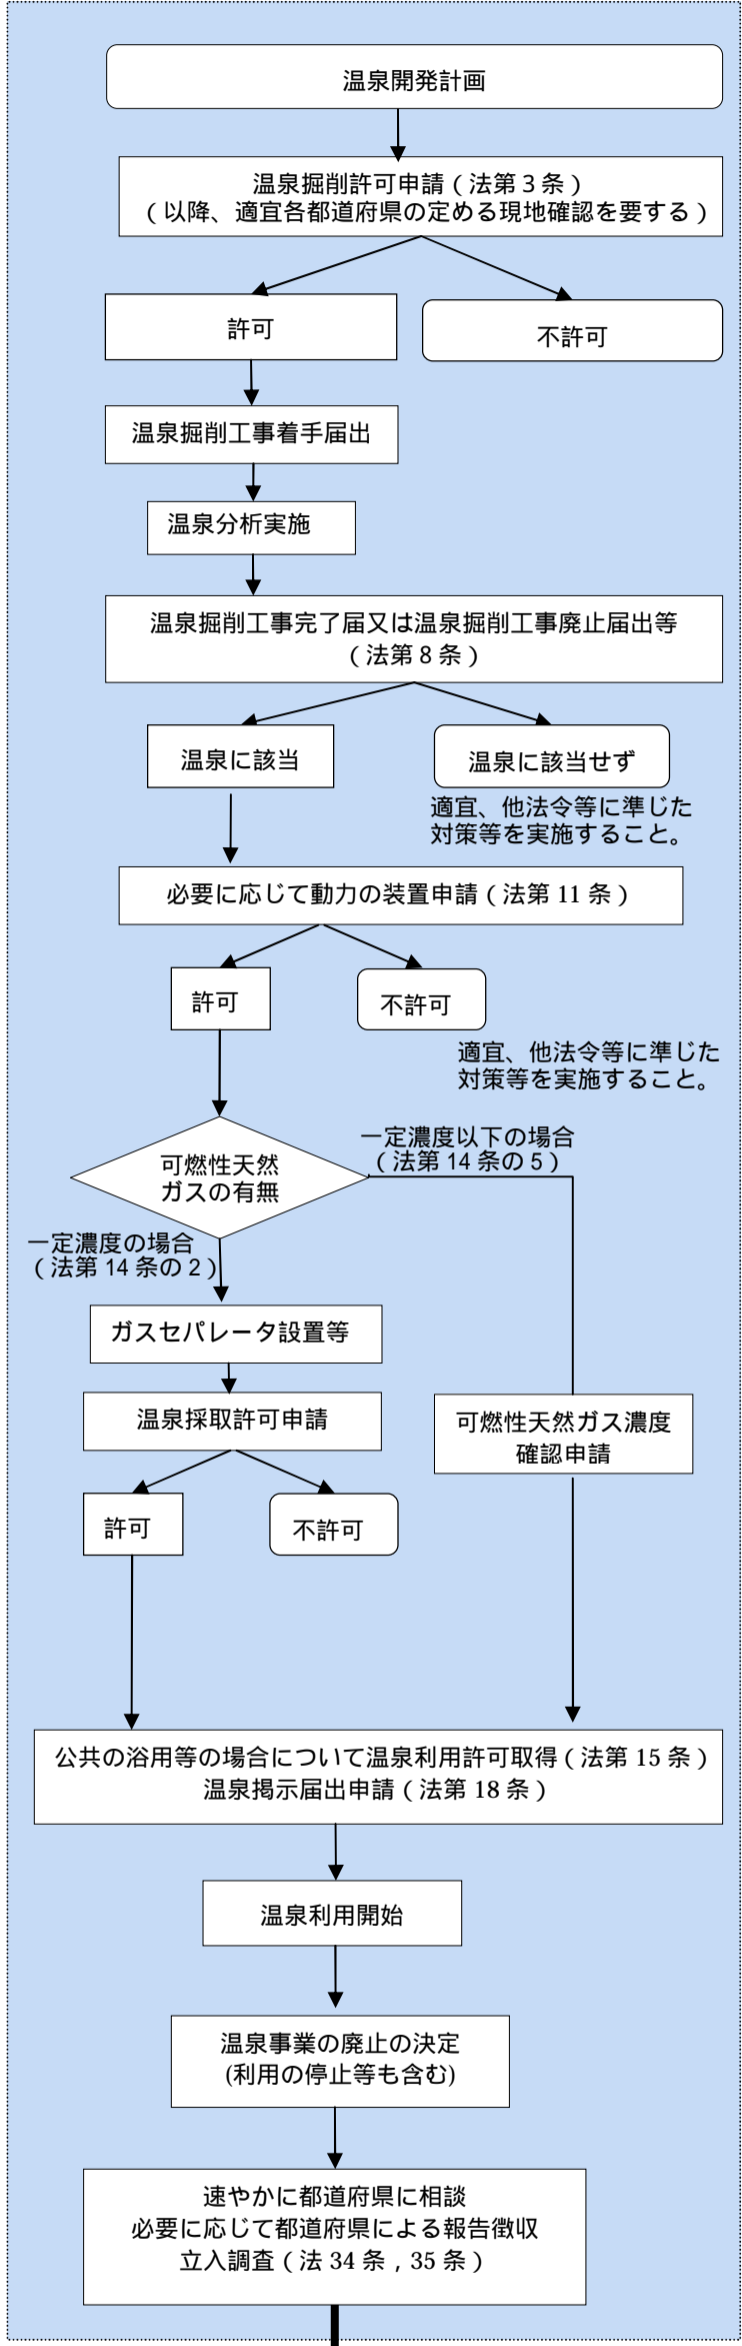 温泉開発計画
温泉掘削許可申請（法第3条）
（以降、適宜各都道府県の定める現地確認を要する）
許可
不許可
温泉掘削工事着手届出
温泉分析実施
温泉掘削工事完了届又は温泉掘削工事廃止届出等
（法第8条）
温泉に該当
温泉に該当せず
適宜、他法令等に準じた
対策等を実施すること。
必要に応じて動力の装置申請（法第 11 条）
許可
不許可
適宜、他法令等に準じた
対策等を実施すること。
可燃性天然
ガスの有無
一定濃度以下の場合
（法第 14 条の 5）
一定濃度の場合
（法第 14 条の 2）
ガスセパレータ設置等
温泉採取許可申請
可燃性天然ガス濃度
確認申請
許可
不許可
公共の浴用等の場合について温泉利用許可取得（法第 15 条）
温泉掲示届出申請（法第 18 条）
温泉利用開始
温泉事業の廃止の決定
(利用の停止等も含む)
速やかに都道府県に相談
必要に応じて都道府県による報告徴収
立入調査（法 34 条，35 条）